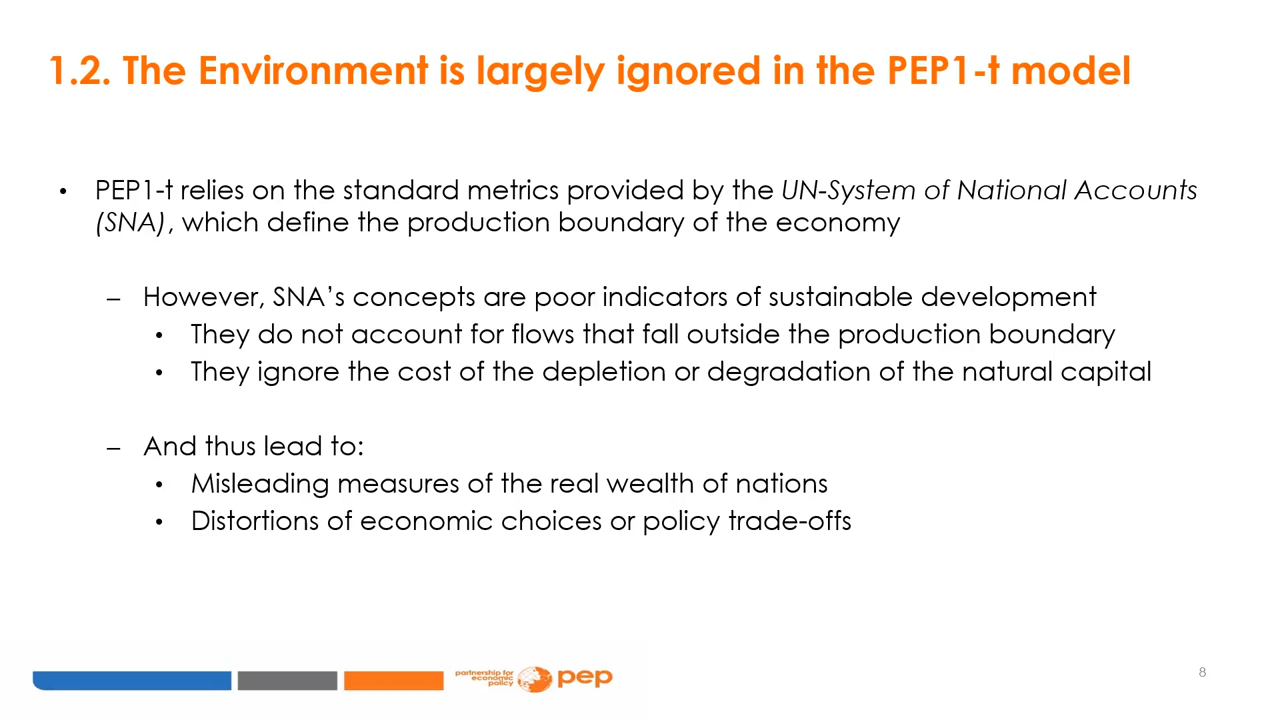 1.2. The Environment is largely ignored in the PEP1-t model
• PEP1-t relies on the standard metrics provided by the UN-System of National Accounts
(SNA), which define the production boundary of the economy
– However, SNA’s concepts are poor indicators of sustainable development
• They do not account for flows that fall outside the production boundary
• They ignore the cost of the depletion or degradation of the natural capital
– And thus lead to:
• Misleading measures of the real wealth of nations
• Distortions of economic choices or policy trade-offs
partnership for
economic
policy
pep
8